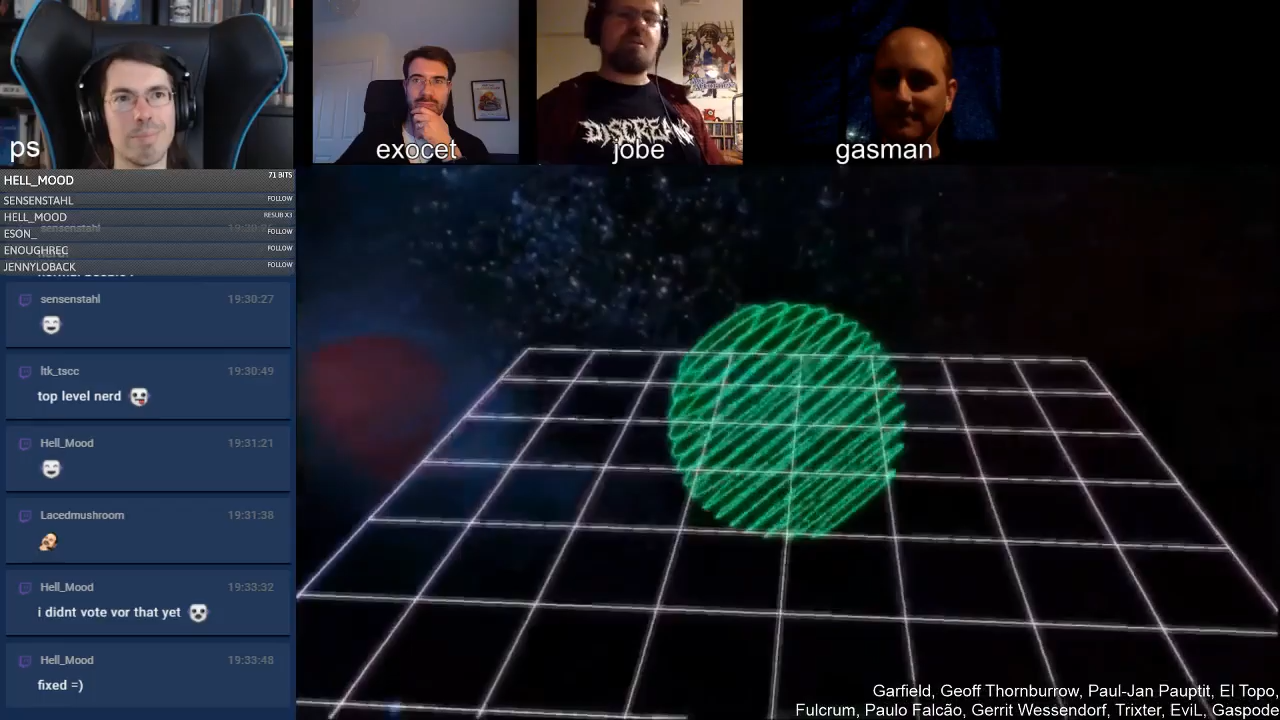 ps
exocet
DISCREANT
jobe
gasman
HELL_MOOD 71 BITS
SENSENSTAHL FOLLOW
HELL_MOOD RESUB X3
sensenstahl
ESON_ FOLLOW
ENOUGHREC FOLLOW
JENNYLOBACK FOLLOW
sensenstahl 19:30:27
ltk_tscc 19:30:49
top level nerd
Hell_Mood 19:31:21
Lacedmushroom 19:31:38
Hell_Mood 19:33:32
i didnt vote vor that yet
Hell_Mood 19:33:48
fixed =)
Garfield, Geoff Thornburrow, Paul-Jan Pauptit, El Topo,
Fulcrum, Paulo Falcão, Gerrit Wessendorf, Trixter, EviL, Gaspode